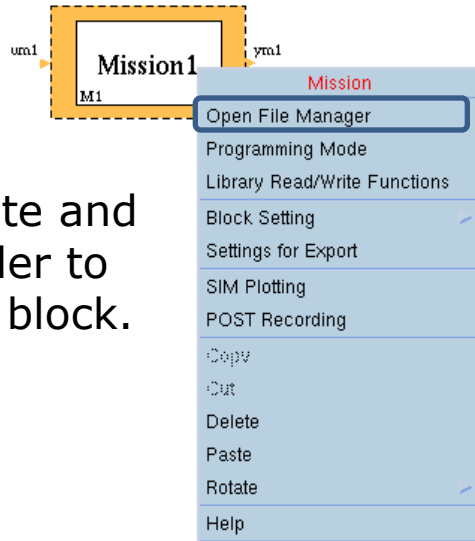 um1
ym1
Mission1
M1
Mission
Open File Manager
Programming Mode
Library Read/Write Functions
Block Setting
Settings for Export
SIM Plotting
POST Recording
Copy
Cut
Delete
Paste
Rotate
Help
te and
ler to
block.